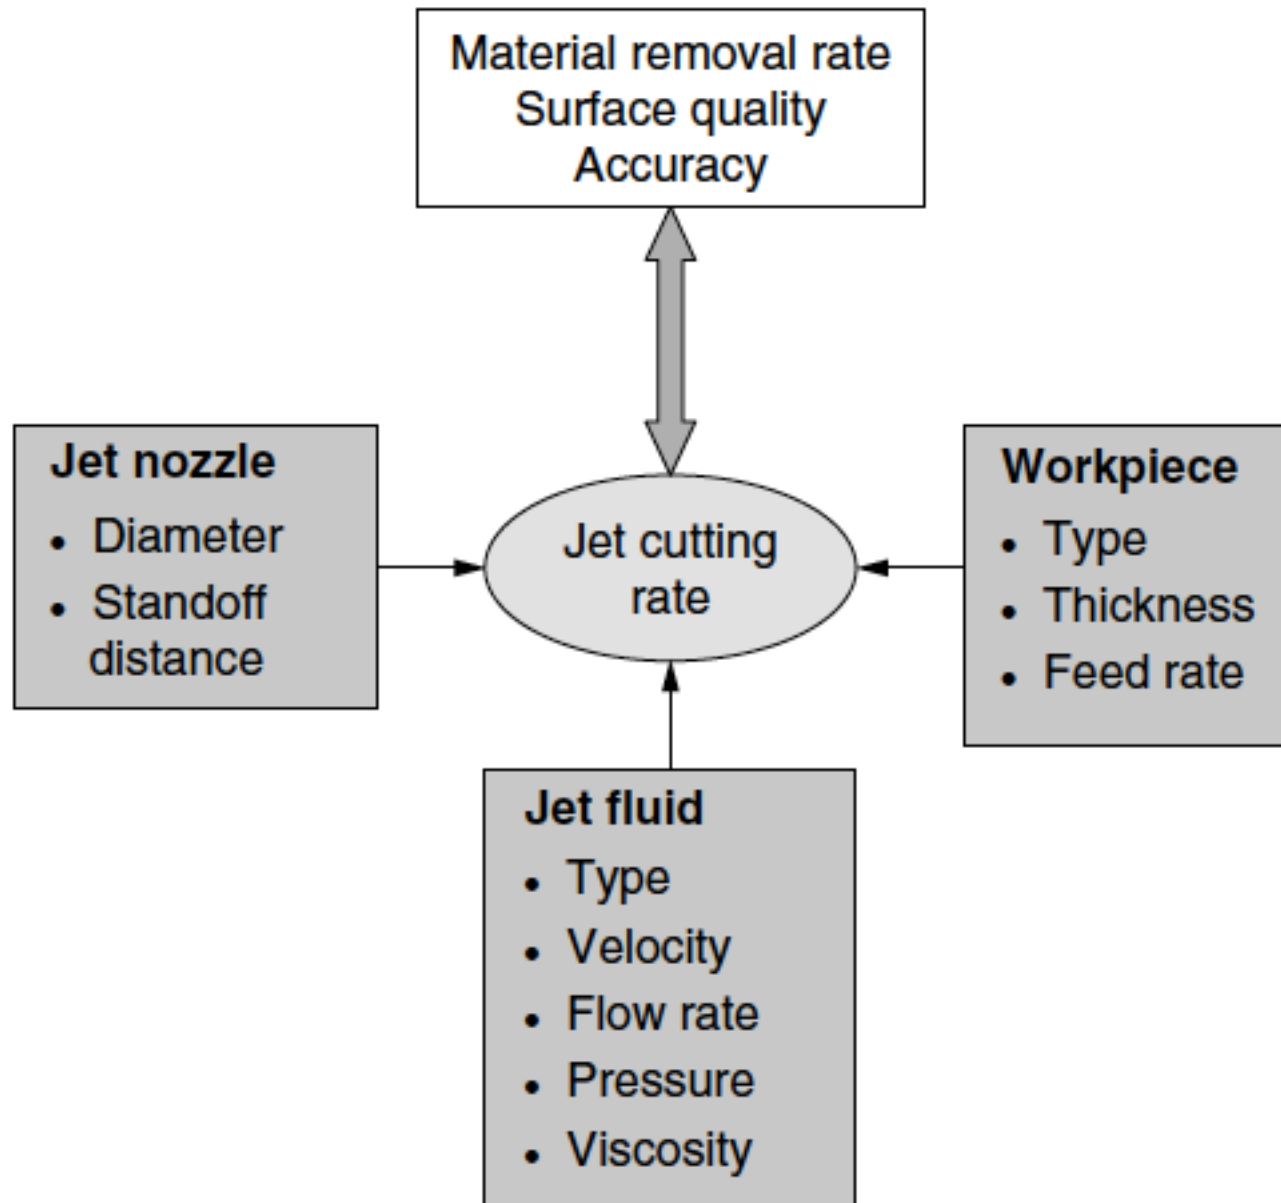 Material removal rate
Surface quality
Accuracy
Jet nozzle
• Diameter
• Standoff
distance
Jet cutting
rate
Workpiece
• Type
• Thickness
• Feed rate
Jet fluid
• Type
• Velocity
• Flow rate
• Pressure
• Viscosity